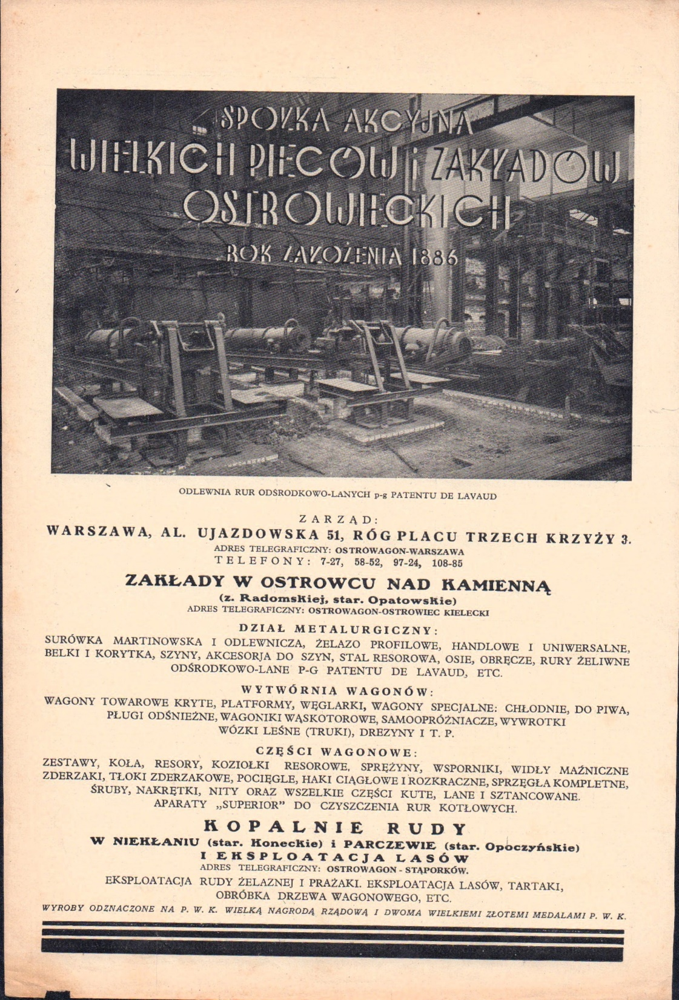 SPÓŁKA AKCYJNA
WIELKICH PIECÓW i ZAKŁADÓW
OSTROWIECKICH
ROK ZAŁOŻENIA 1886
ODLEWNIA RUR ODŚRODKOWO-LANYCH p-g PATENTU DE LAVAUD
ZARZĄD:
WARSZAWA, AL. UJAZDOWSKA 51, RÓG PLACU TRZECH KRZYŻY 3.
ADRES TELEGRAFICZNY: OSTROWAGON-WARSZAWA
TELEFONY: 7-27, 58-52, 97-24, 108-85
ZAKŁADY W OSTROWCU NAD KAMIENNĄ
(z. Radomskiej, star. Opatowskie)
ADRES TELEGRAFICZNY: OSTROWAGON-OSTROWIEC KIELECKI
DZIAŁ METALURGICZNY:
SURÓWKA MARTINOWSKA I ODLEWNICZA, ŻELAZO PROFILOWE, HANDLOWE I UNIWERSALNE,
BELKI I KORYTKA, SZYNY, AKCESORJA DO SZYN, STAL RESOROWA, OSIE, OBRĘCZE, RURY ŻELIWNE
ODŚRODKOWO-LANE P-G PATENTU DE LAVAUD, ETC.
WYTWÓRNIA WAGONÓW:
WAGONY TOWAROWE KRYTE, PLATFORMY, WĘGLARKI, WAGONY SPECJALNE: CHŁODNIE, DO PIWA,
PŁUGI ODŚNIEŻNE, WAGONIKI WĄSKOTOROWE, SAMOOPRÓŻNIACZE, WYWROTKI
WÓZKI LEŚNE (TRUKI), DREZYNY I T. P.
CZĘŚCI WAGONOWE:
ZESTAWY, KOŁA, RESORY, KOZIOŁKI RESOROWE, SPRĘŻYNY, WSPORNIKI, WIDŁY MAŹNICZNE
ZDERZAKI, TŁOKI ZDERZAKOWE, POCIĘGLE, HAKI CIĄGŁOWE I ROZKRACZNE, SPRZĘGŁA KOMPLETNE,
ŚRUBY, NAKRĘTKI, NITY ORAZ WSZELKIE CZĘŚCI KUTE, LANE I SZTANCOWANE.
APARATY „SUPERIOR” DO CZYSZCZENIA RUR KOTŁOWYCH.
KOPALNIE RUDY
W NIEKŁANIU (star. Koneckie) i PARCZEWIE (star. Opoczyńskie)
I EKSPLOATACJA LASÓW
ADRES TELEGRAFICZNY: OSTROWAGON - STĄPORKÓW.
EKSPLOATACJA RUDY ŻELAZNEJ I PRAŻAKI. EKSPLOATACJA LASÓW, TARTAKI,
OBRÓBKA DRZEWA WAGONOWEGO, ETC.
WYROBY ODZNACZONE NA P. W. K. WIELKĄ NAGRODĄ RZĄDOWĄ I DWOMA WIELKIEMI ZŁOTEMI MEDALAMI P. W. K.